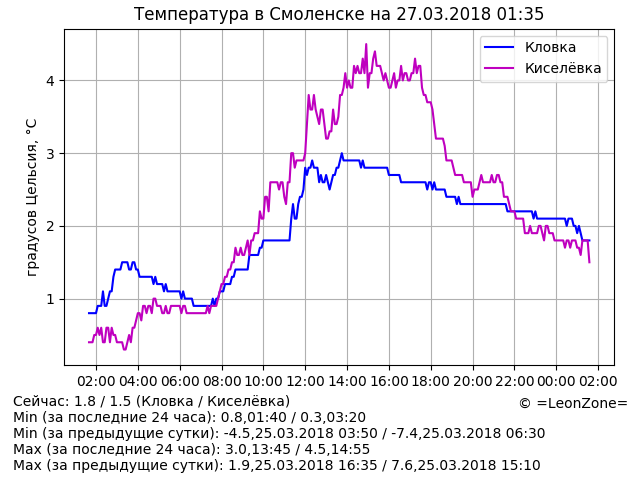 Температура в Смоленске на 27.03.2018 01:35
градусов Цельсия, °C
4
3
2
1
Кловка
Киселёвка
02:00 04:00 06:00 08:00 10:00 12:00 14:00 16:00 18:00 20:00 22:00 00:00 02:00
Сейчас: 1.8 / 1.5 (Кловка / Киселёвка)
© =LeonZone=
Min (за последние 24 часа): 0.8,01:40 / 0.3,03:20
Min (за предыдущие сутки): -4.5,25.03.2018 03:50 / -7.4,25.03.2018 06:30
Max (за последние 24 часа): 3.0,13:45 / 4.5,14:55
Max (за предыдущие сутки): 1.9,25.03.2018 16:35 / 7.6,25.03.2018 15:10